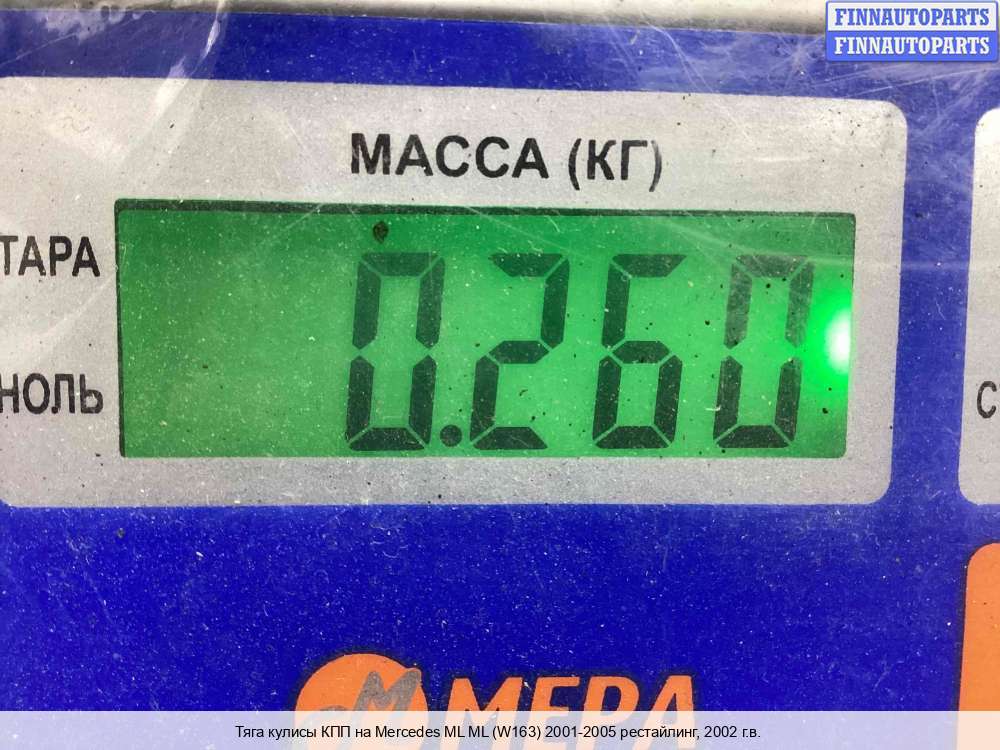 FINNAUTOPARTS
FINNAUTOPARTS
МАССА (КГ)
ТАРА
0.260
НОЛЬ
С
М МЕРА
Тяга кулисы КПП на Mercedes ML ML (W163) 2001-2005 рестайлинг, 2002 г.в.